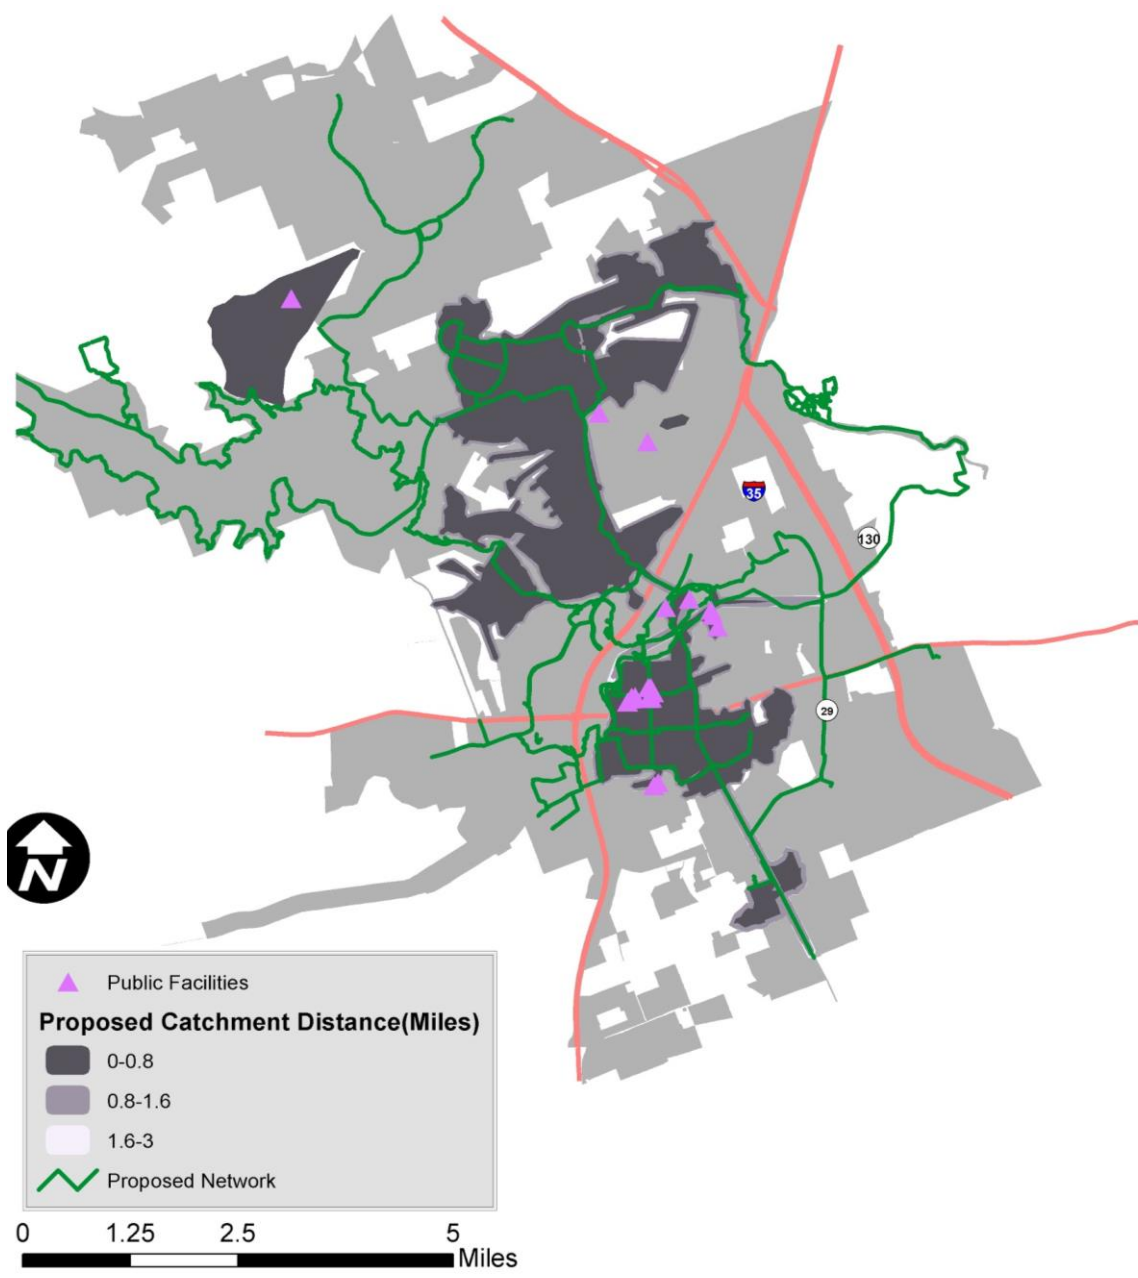 35
130
29
N
Public Facilities
Proposed Catchment Distance(Miles)
0-0.8
0.8-1.6
1.6-3
Proposed Network
0 1.25 2.5 5
Miles